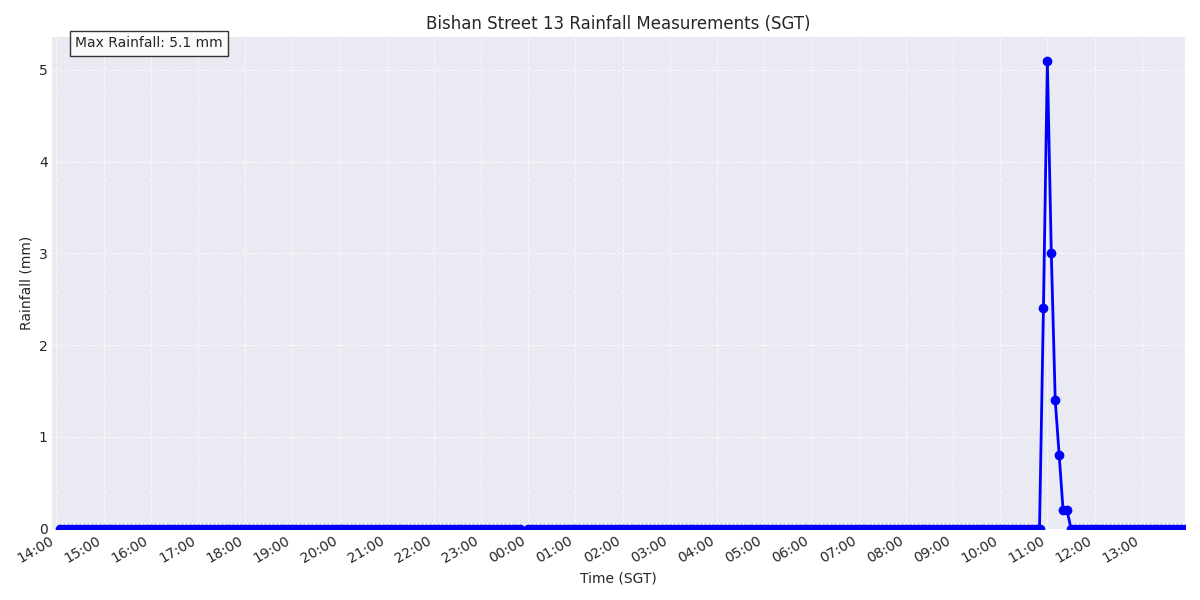 Bishan Street 13 Rainfall Measurements (SGT)
Max Rainfall: 5.1 mm
5
4
3
2
1
0
Rainfall (mm)
14:00 15:00 16:00 17:00 18:00 19:00 20:00 21:00 22:00 23:00 00:00 01:00 02:00 03:00 04:00 05:00 06:00 07:00 08:00 09:00 10:00 11:00 12:00 13:00
Time (SGT)